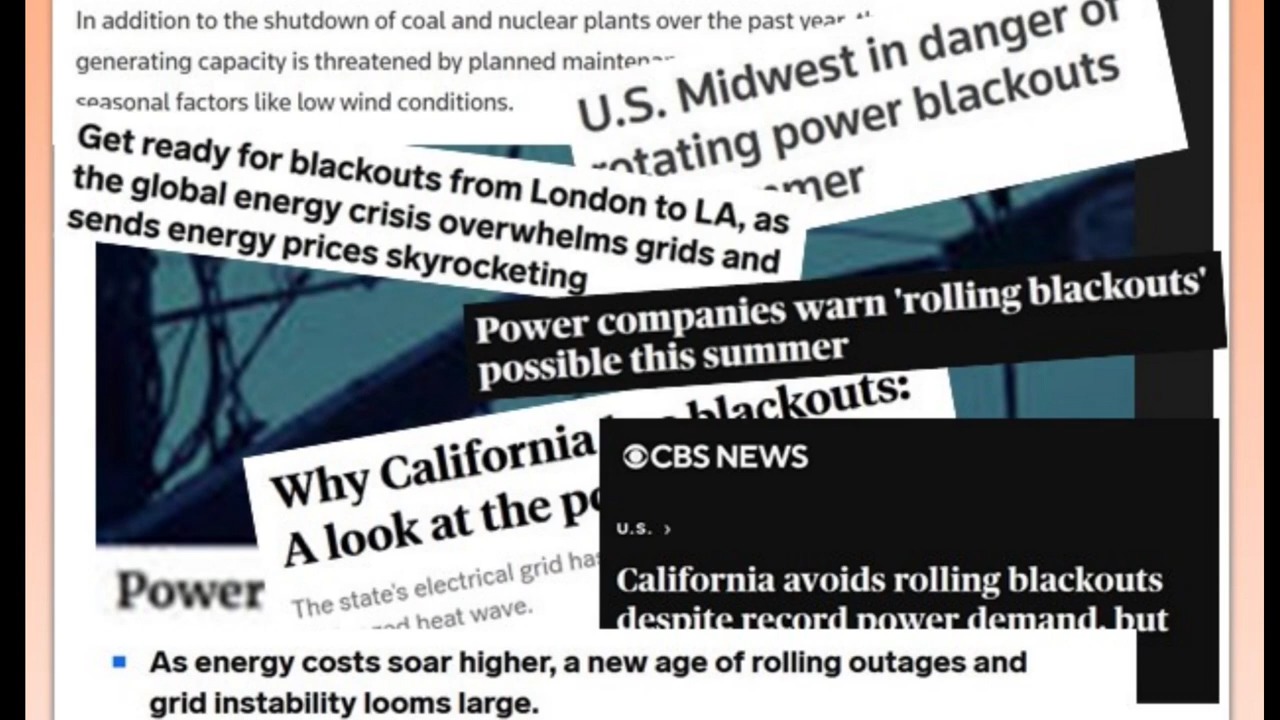 In addition to the shutdown of coal and nuclear plants over the past year,
generating capacity is threatened by planned
seasonal factors like low wind conditions.
U.S. Midwest in danger of
rotating power blackouts
Get ready for blackouts from London to LA, as
the global energy crisis overwhelms grids and
sends energy prices skyrocketing
Power companies warn 'rolling blackouts'
possible this summer
Why California blackouts:
A look at the
The state's electrical grid has
heat wave.
Power
CBS NEWS
U.S. >
California avoids rolling blackouts
despite record power demand, but
As energy costs soar higher, a new age of rolling outages and
grid instability looms large.